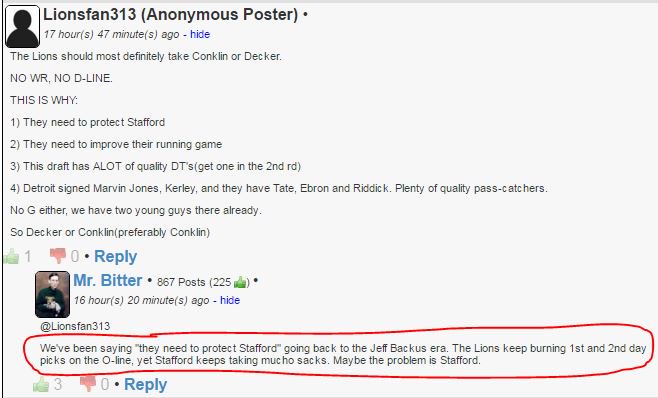 Lionsfan313 (Anonymous Poster) •
17 hour(s) 47 minute(s) ago - hide
The Lions should most definitely take Conklin or Decker.
NO WR, NO D-LINE.
THIS IS WHY:
1) They need to protect Stafford
2) They need to improve their running game
3) This draft has ALOT of quality DT's(get one in the 2nd rd)
4) Detroit signed Marvin Jones, Kerley, and they have Tate, Ebron and Riddick. Plenty of quality pass-catchers.
No G either, we have two young guys there already.
So Decker or Conklin(preferably Conklin)
1 0 • Reply
Mr. Bitter • 867 Posts (225 ) •
16 hour(s) 20 minute(s) ago - hide
@Lionsfan313
We've been saying "they need to protect Stafford" going back to the Jeff Backus era. The Lions keep burning 1st and 2nd day
picks on the O-line, yet Stafford keeps taking mucho sacks. Maybe the problem is Stafford.
3 0 • Reply